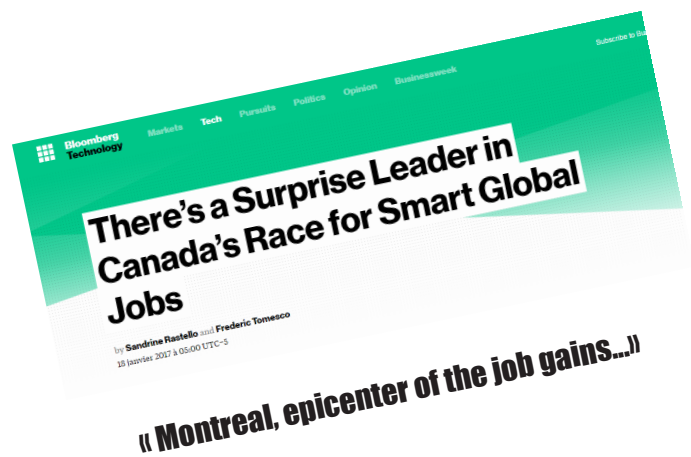 Subscribe to
Bloomberg
Technology
Markets Tech Pursuits Politics Opinion Businessweek
There's a Surprise Leader in
Canada's Race for Smart Global
Jobs
by Sandrine Rastello and Frederic Tomesco
18 janvier 2017 à 05:00 UTC−5
« Montreal, epicenter of the job gains...»